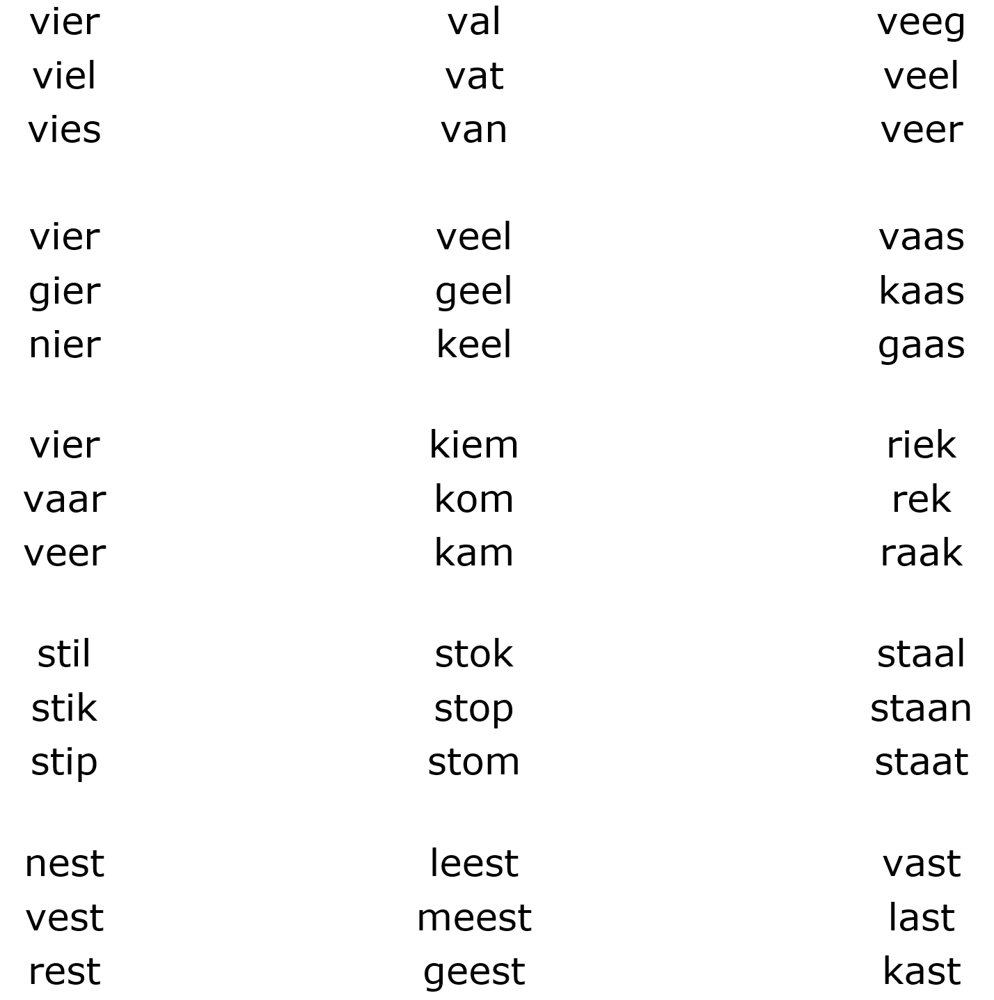 vier val veeg
viel vat veel
vies van veer
vier veel vaas
gier geel kaas
nier keel gaas
vier kiem riek
vaar kom rek
veer kam raak
stil stok staal
stik stop staan
stip stom staat
nest leest vast
vest meest last
rest geest kast